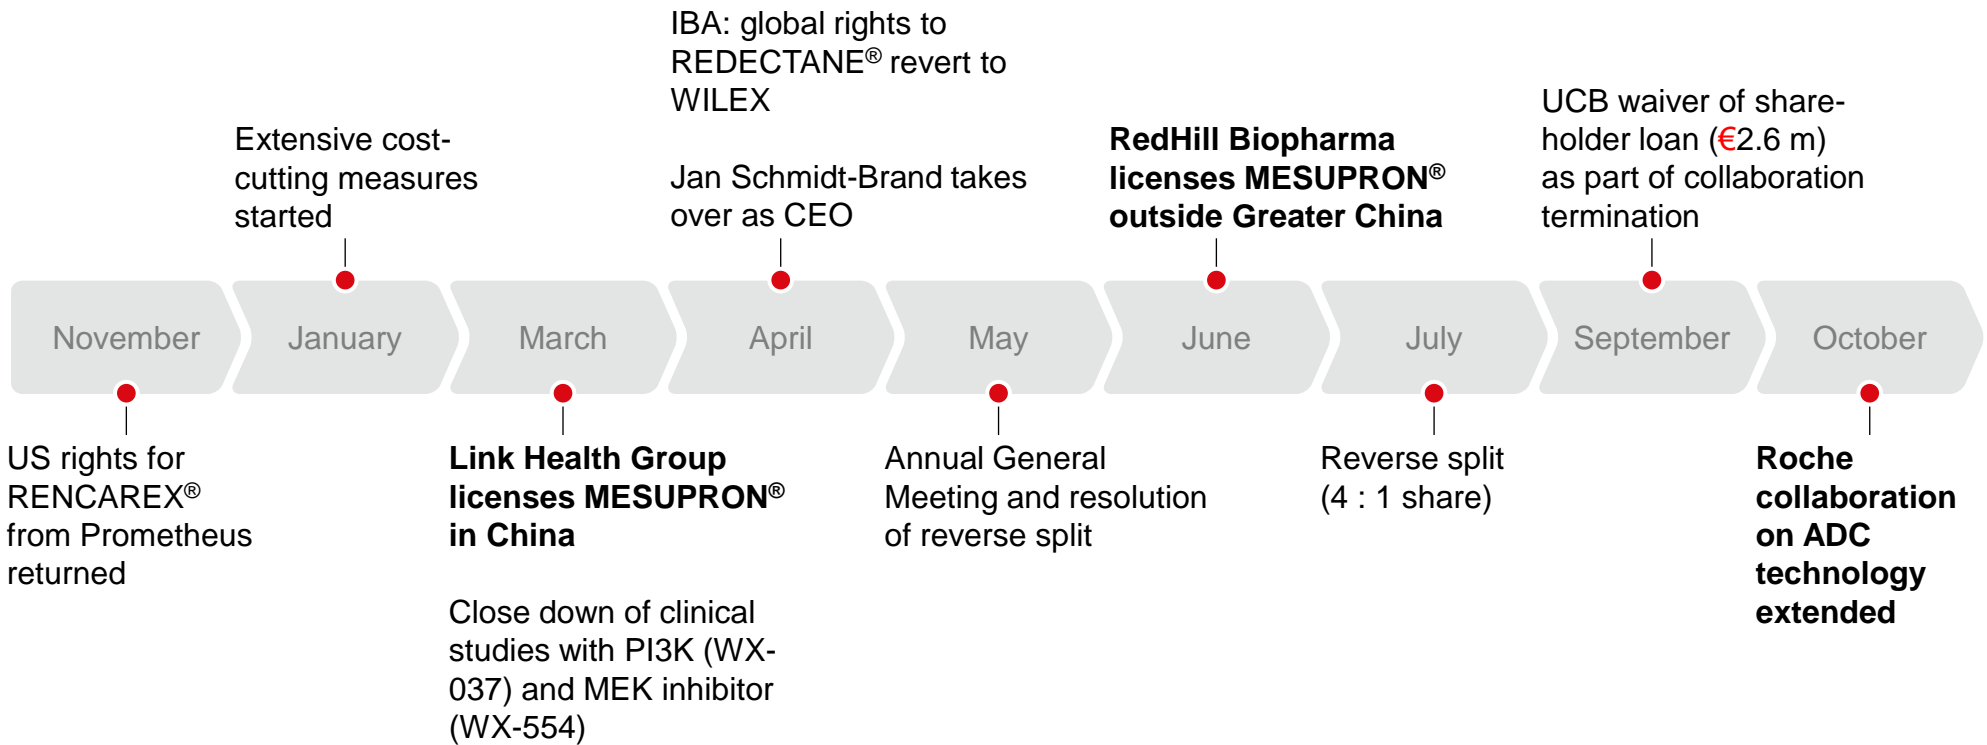 IBA: global rights to
REDECTANE® revert to
WILEX
Jan Schmidt-Brand takes
over as CEO
Extensive cost-
cutting measures
started
RedHill Biopharma
licenses MESUPRON®
outside Greater China
UCB waiver of share-
holder loan (€2.6 m)
as part of collaboration
termination
November
January
March
April
May
June
July
September
October
US rights for
RENCAREX®
from Prometheus
returned
Link Health Group
licenses MESUPRON®
in China
Close down of clinical
studies with PI3K (WX-
037) and MEK inhibitor
(WX-554)
Annual General
Meeting and resolution
of reverse split
Reverse split
(4 : 1 share)
Roche
collaboration
on ADC
technology
extended